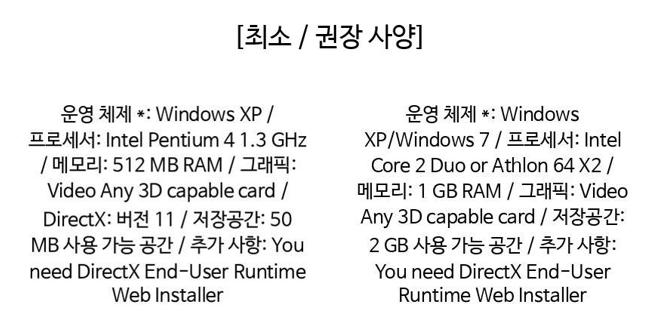 [최소 / 권장 사양]
운영 체제 *: Windows XP /
프로세서: Intel Pentium 4 1.3 GHz
/ 메모리: 512 MB RAM / 그래픽:
Video Any 3D capable card /
DirectX: 버전 11 / 저장공간: 50
MB 사용 가능 공간 / 추가 사항: You
need DirectX End-User Runtime
Web Installer
운영 체제 *: Windows
XP/Windows 7 / 프로세서: Intel
Core 2 Duo or Athlon 64 X2 /
메모리: 1 GB RAM / 그래픽: Video
Any 3D capable card / 저장공간:
2 GB 사용 가능 공간 / 추가 사항:
You need DirectX End-User
Runtime Web Installer